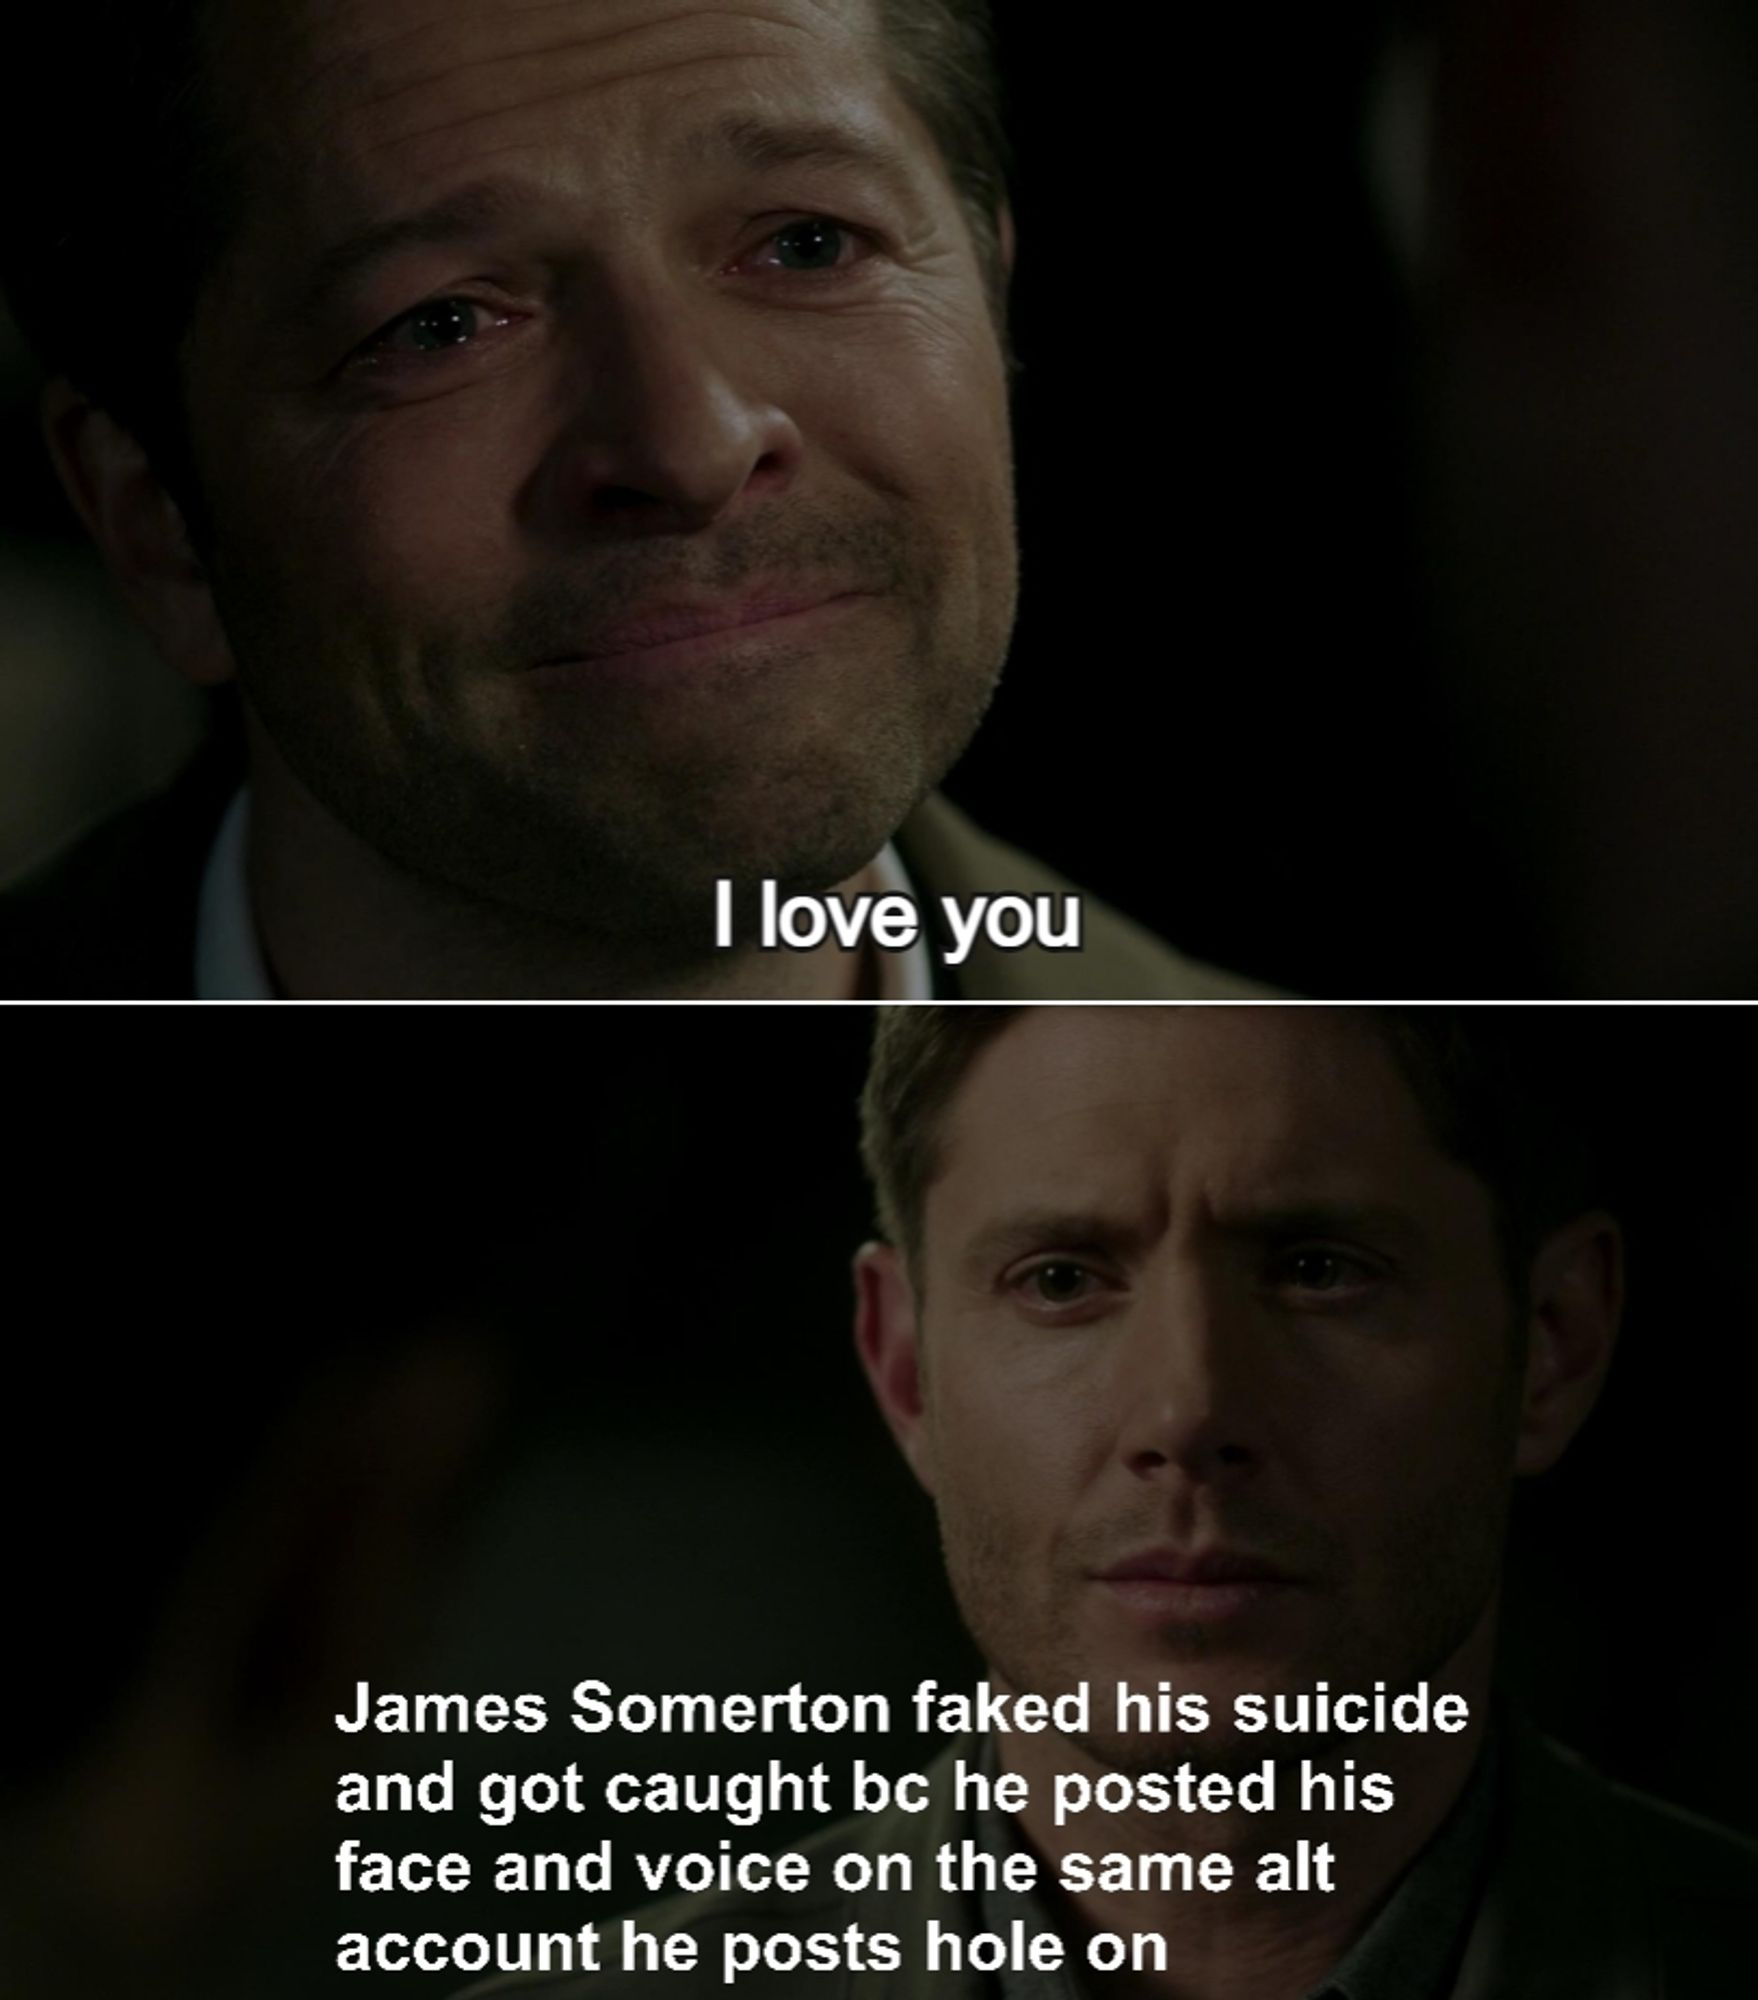 I love you
James Somerton faked his suicide
and got caught bc he posted his
face and voice on the same alt
account he posts hole on